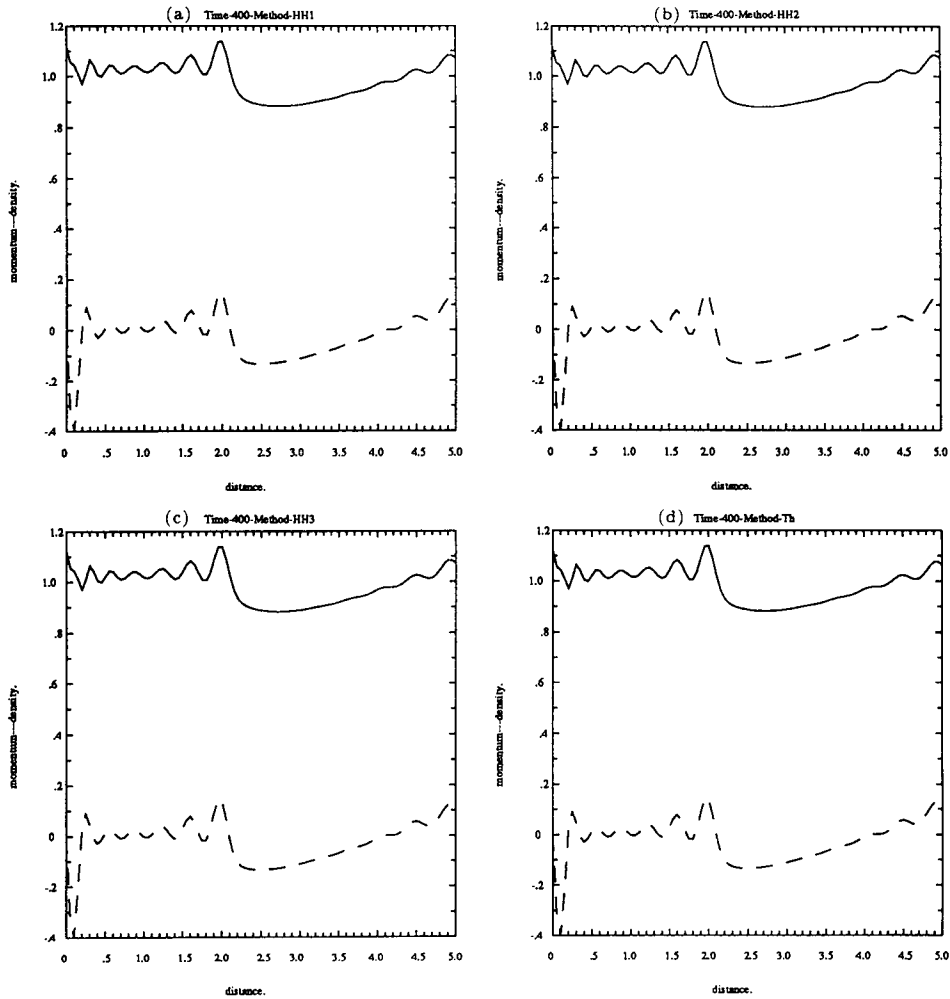 (a) Time-400-Method-HH1
1.2
1.0
.8
.6
.4
.2
0
-.2
-.4
momentum---density.
0 .5 1.0 1.5 2.0 2.5 3.0 3.5 4.0 4.5 5.0
distance.
(b) Time-400-Method-HH2
1.2
1.0
.8
.6
.4
.2
0
-.2
-.4
momentum---density.
0 .5 1.0 1.5 2.0 2.5 3.0 3.5 4.0 4.5 5.0
distance.
(c) Time-400-Method-HH3
1.2
1.0
.8
.6
.4
.2
0
-.2
-.4
momentum---density.
0 .5 1.0 1.5 2.0 2.5 3.0 3.5 4.0 4.5 5.0
distance.
(d) Time-400-Method-Th
1.2
1.0
.8
.6
.4
.2
0
-.2
-.4
momentum---density.
0 .5 1.0 1.5 2.0 2.5 3.0 3.5 4.0 4.5 5.0
distance.